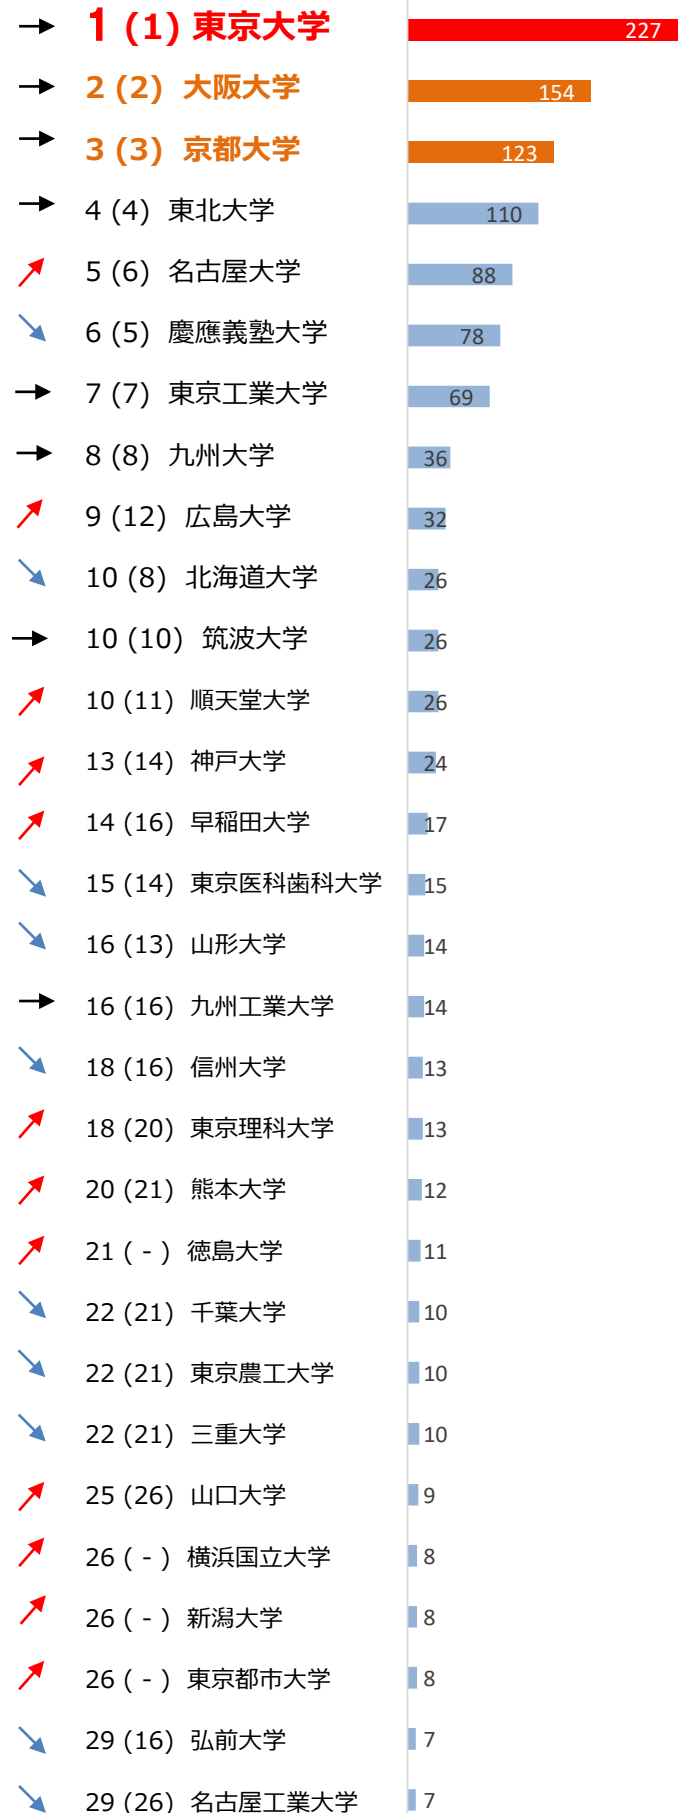 1 (1) 東京大学 227
2 (2) 大阪大学 154
3 (3) 京都大学 123
4 (4) 東北大学 110
5 (6) 名古屋大学 88
6 (5) 慶應義塾大学 78
7 (7) 東京工業大学 69
8 (8) 九州大学 36
9 (12) 広島大学 32
10 (8) 北海道大学 26
10 (10) 筑波大学 26
10 (11) 順天堂大学 26
13 (14) 神戸大学 24
14 (16) 早稲田大学 17
15 (14) 東京医科歯科大学 15
16 (13) 山形大学 14
16 (16) 九州工業大学 14
18 (16) 信州大学 13
18 (20) 東京理科大学 13
20 (21) 熊本大学 12
21 ( - ) 徳島大学 11
22 (21) 千葉大学 10
22 (21) 東京農工大学 10
22 (21) 三重大学 10
25 (26) 山口大学 9
26 ( - ) 横浜国立大学 8
26 ( - ) 新潟大学 8
26 ( - ) 東京都市大学 8
29 (16) 弘前大学 7
29 (26) 名古屋工業大学 7